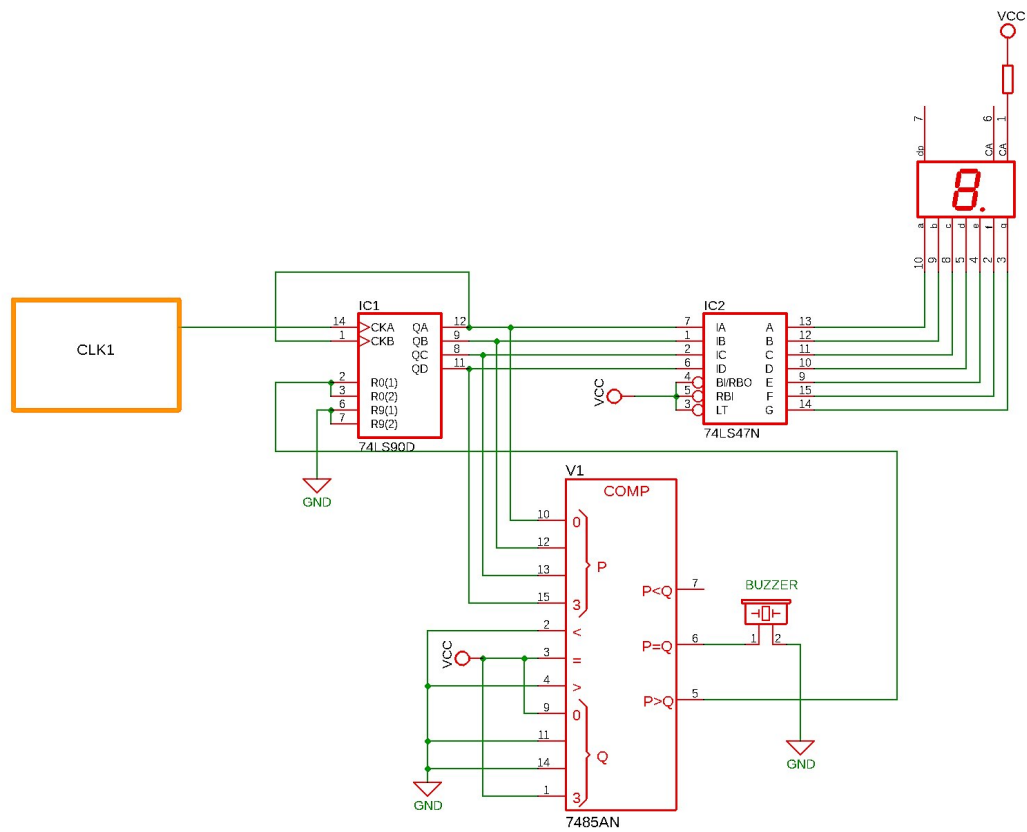 VCC
7
6
1
dp
CA
CA
8.
a
b
c
d
e
f
g
10
9
8
5
4
2
3
CLK1
IC1
14 CKA QA 12
1 CKB QB 9
QC 8
QD 11
2 R0(1)
3 R0(2)
6 R9(1)
7 R9(2)
74LS90D
GND
IC2
7 IA A 13
1 IB B 12
2 IC C 11
6 ID D 10
4 BI/RBO E 9
5 RBI F 15
3 LT G 14
74LS47N
VCC
V1
COMP
10 0
12
P
13
15 3
2 <
3 =
4 >
9 0
11
Q
14
1 3
P<Q 7
P=Q 6
P>Q 5
7485AN
VCC
GND
BUZZER
1 2
GND